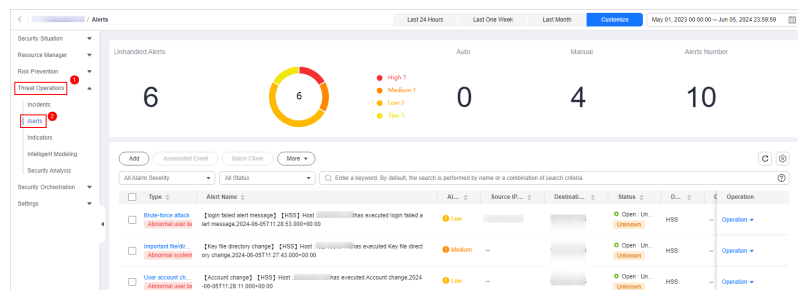 / Alerts
Last 24 Hours Last One Week Last Month Customize May 01, 2023 00:00:00 – Jun 05, 2024 23:59:59
Security Situation
Resource Manager
Risk Prevention
1
Threat Operations
Incidents
2
Alerts
Indicators
Intelligent Modeling
Security Analysis
Security Orchestration
Settings
Unhandled Alerts Auto Manual Alerts Number
6 6 0 4 10
High 1
Medium 1
Low 3
Tips 1
Add Associated Event Batch Close More
All Alarm Severity All Status Enter a keyword. By default, the search is performed by name or a combination of search criteria.
Type Alert Name Al... Source IP... Destinati... Status D... Operation
Brute-force attack 【login failed alert message】【HSS】Host has executed login failed a Open Un...
Abnormal user be lert message,2024-06-05T11:28:53.000+00:00 Low Unknown HSS -- Operation
Important file/dir... 【Key file directory change】【HSS】Host has executed Key file direct Open Un...
Abnormal system ory change,2024-06-05T11:27:43.000+00:00 Medium -- Unknown HSS -- Operation
User account ch... 【Account change】【HSS】Host has executed Account change,2024 Open Un...
Abnormal user be -06-05T11:28:11.000+00:00 Low -- Unknown HSS -- Operation